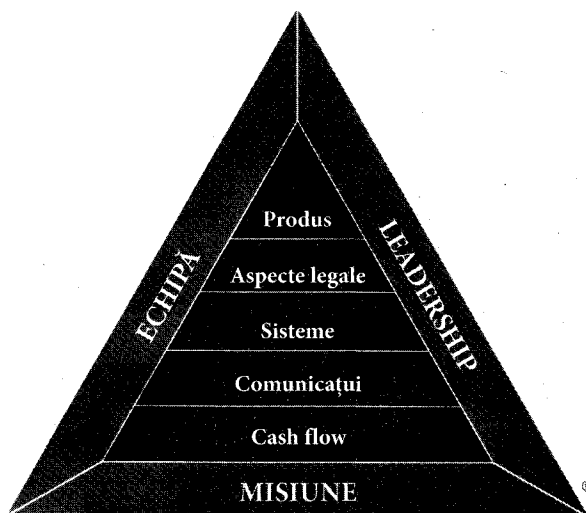 Produs
Aspecte legale
Sisteme
Comunicaţui
Cash flow
ECHIPĂ
LEADERSHIP
MISIUNE
®